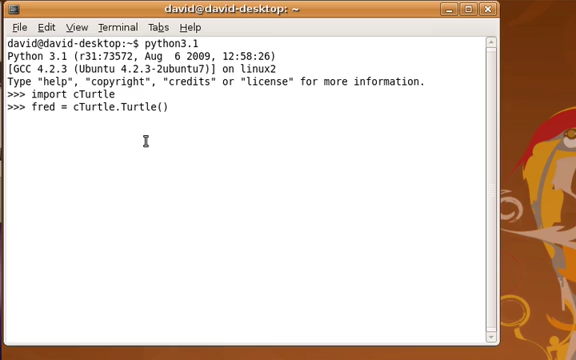 david@david-desktop: ~
File Edit View Terminal Tabs Help
david@david-desktop:~$ python3.1
Python 3.1 (r31:73572, Aug  6 2009, 12:58:26)
[GCC 4.2.3 (Ubuntu 4.2.3-2ubuntu7)] on linux2
Type "help", "copyright", "credits" or "license" for more information.
>>> import cTurtle
>>> fred = cTurtle.Turtle()